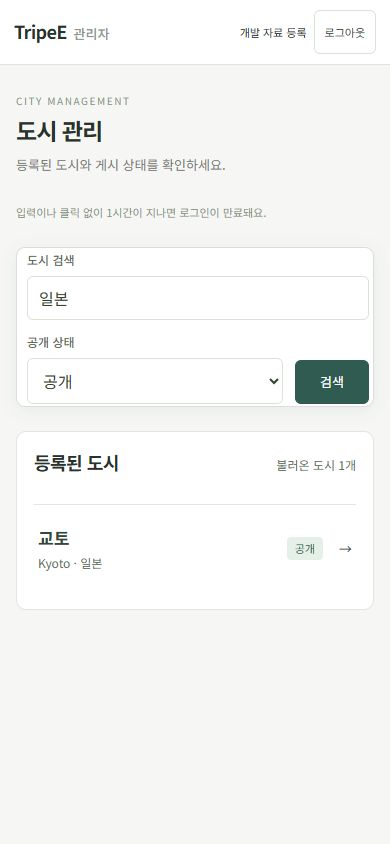 TripeE 관리자
개발 자료 등록
로그아웃
CITY MANAGEMENT
도시 관리
등록된 도시와 게시 상태를 확인하세요.
입력이나 클릭 없이 1시간이 지나면 로그인이 만료돼요.
도시 검색
일본
공개 상태
공개
검색
등록된 도시
불러온 도시 1개
교토
Kyoto · 일본
공개 →